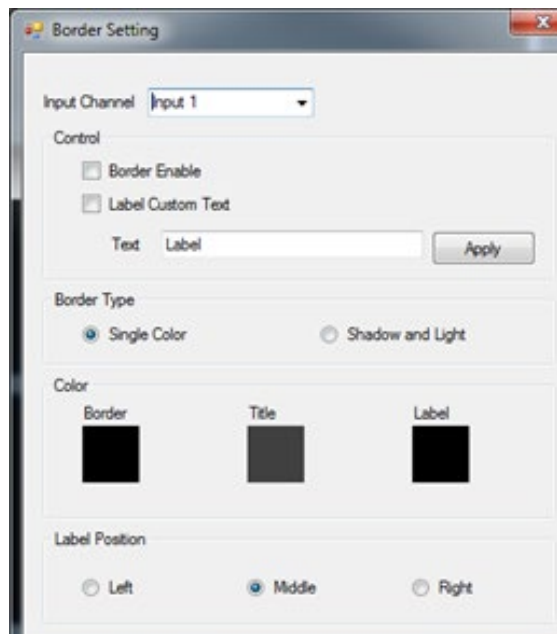 Border Setting
Input Channel Input 1
Control
Border Enable
Label Custom Text
Text Label Apply
Border Type
Single Color Shadow and Light
Color
Border Title Label
Label Position
Left Middle Right